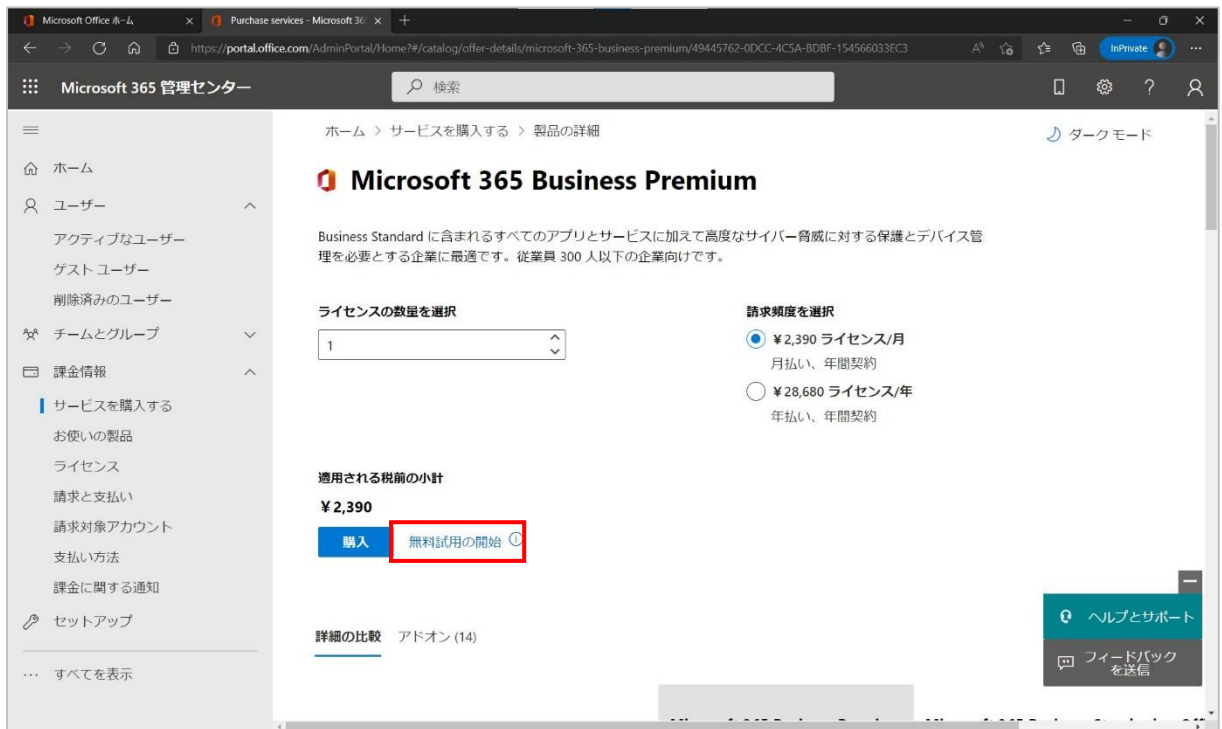 Microsoft Office ホーム
Purchase services - Microsoft 36
https://portal.office.com/AdminPortal/Home?#/catalog/offer-details/microsoft-365-business-premium/49445762-0DCC-4C5A-BDBF-154566033EC3
InPrivate
Microsoft 365 管理センター
検索
ホーム > サービスを購入する > 製品の詳細
ダーク モード
ホーム
ユーザー
アクティブなユーザー
ゲスト ユーザー
削除済みのユーザー
チームとグループ
課金情報
サービスを購入する
お使いの製品
ライセンス
請求と支払い
請求対象アカウント
支払い方法
課金に関する通知
セットアップ
すべてを表示
Microsoft 365 Business Premium
Business Standard に含まれるすべてのアプリとサービスに加えて高度なサイバー脅威に対する保護とデバイス管
理を必要とする企業に最適です。従業員 300 人以下の企業向けです。
ライセンスの数量を選択
1
請求頻度を選択
¥2,390 ライセンス/月
月払い、年間契約
¥28,680 ライセンス/年
年払い、年間契約
適用される税前の小計
¥2,390
購入
無料試用の開始
詳細の比較 アドオン (14)
ヘルプとサポート
フィードバック
を送信